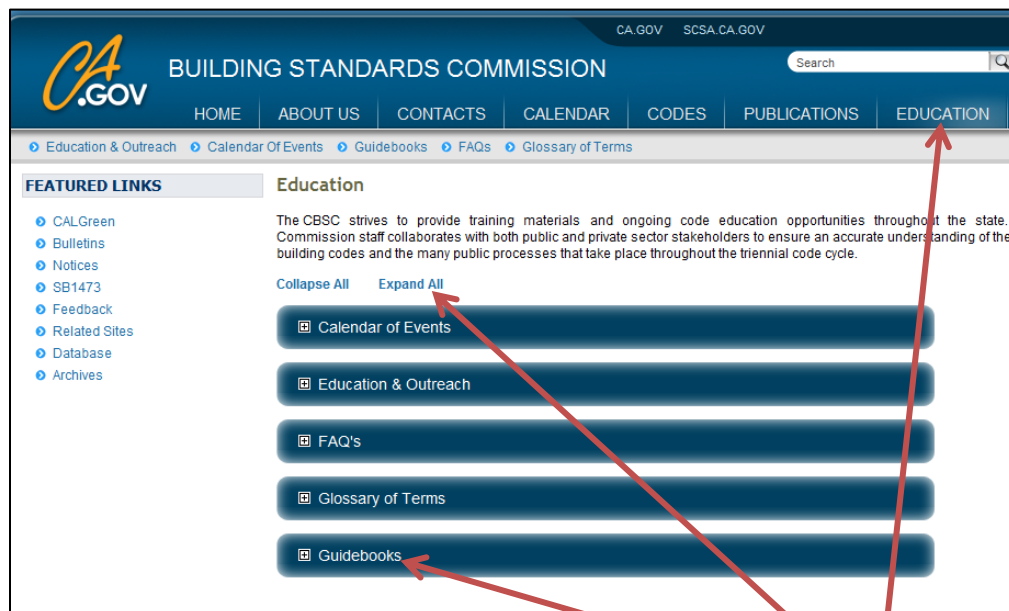 CA.GOV SCSA.CA.GOV
CA
.GOV
BUILDING STANDARDS COMMISSION
Search
HOME ABOUT US CONTACTS CALENDAR CODES PUBLICATIONS EDUCATION
Education & Outreach Calendar Of Events Guidebooks FAQs Glossary of Terms
FEATURED LINKS
CALGreen
Bulletins
Notices
SB1473
Feedback
Related Sites
Database
Archives
Education
The CBSC strives to provide training materials and ongoing code education opportunities throughout the state.
Commission staff collaborates with both public and private sector stakeholders to ensure an accurate understanding of the
building codes and the many public processes that take place throughout the triennial code cycle.
Collapse All Expand All
Calendar of Events
Education & Outreach
FAQ's
Glossary of Terms
Guidebooks